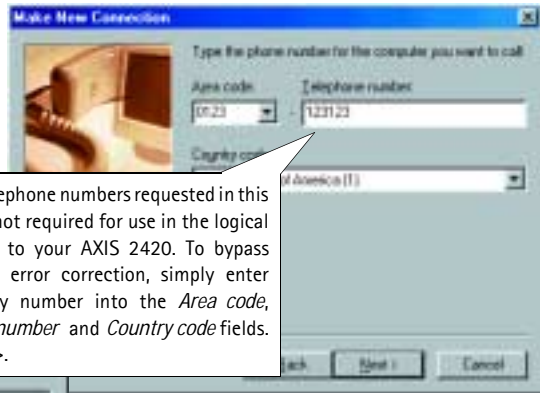 Make New Connection
Type the phone number for the computer you want to call
Area code: Telephone number:
0123 - 123123
Country code
of America (1)
ephone numbers requested in this
not required for use in the logical
to your AXIS 2420. To bypass
error correction, simply enter
y number into the Area code,
number and Country code fields.
>.
ack Next > Cancel